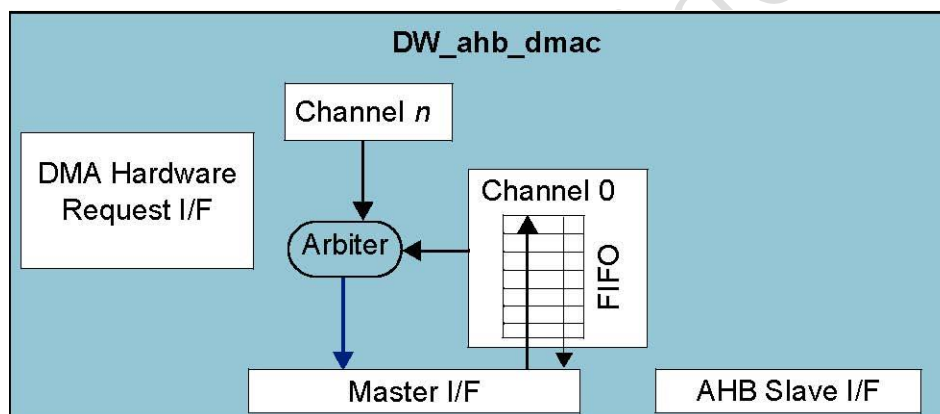 DW_ahb_dmac
Channel n
DMA Hardware
Request I/F
Channel 0
Arbiter
FIFO
Master I/F
AHB Slave I/F